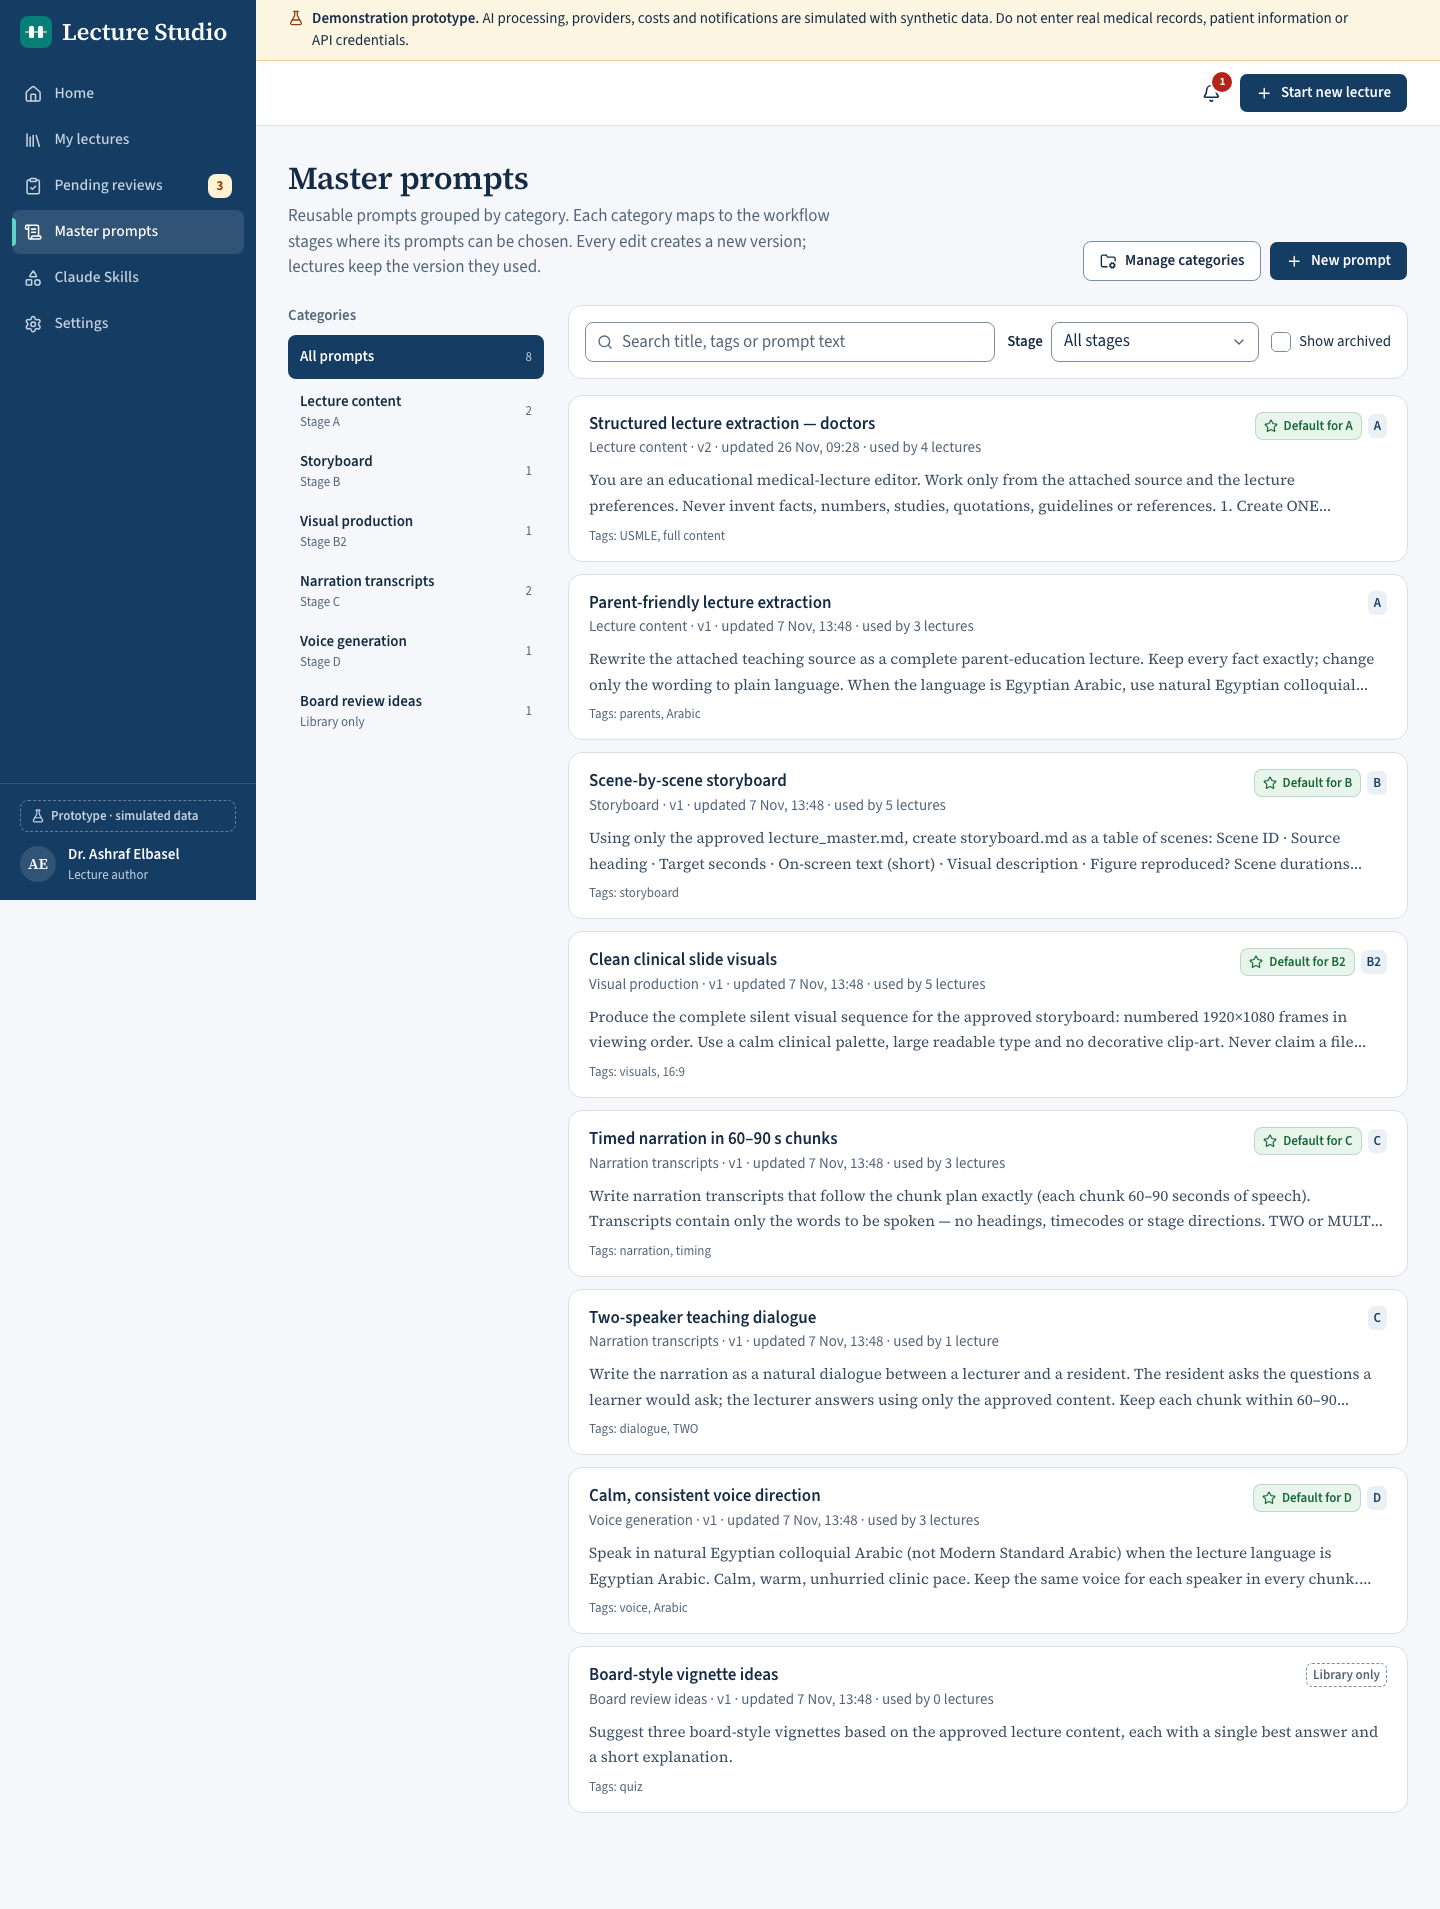 Lecture Studio
Home
My lectures
Pending reviews 3
Master prompts
Claude Skills
Settings
Prototype · simulated data
AE
Dr. Ashraf Elbasel
Lecture author
Demonstration prototype. AI processing, providers, costs and notifications are simulated with synthetic data. Do not enter real medical records, patient information or
API credentials.
1
Start new lecture
Master prompts
Reusable prompts grouped by category. Each category maps to the workflow
stages where its prompts can be chosen. Every edit creates a new version;
lectures keep the version they used.
Manage categories
New prompt
Categories
All prompts 8
Lecture content 2
Stage A
Storyboard 1
Stage B
Visual production 1
Stage B2
Narration transcripts 2
Stage C
Voice generation 1
Stage D
Board review ideas 1
Library only
Search title, tags or prompt text
Stage All stages
Show archived
Structured lecture extraction — doctors
Default for A A
Lecture content · v2 · updated 26 Nov, 09:28 · used by 4 lectures
You are an educational medical-lecture editor. Work only from the attached source and the lecture
preferences. Never invent facts, numbers, studies, quotations, guidelines or references. 1. Create ONE…
Tags: USMLE, full content
Parent-friendly lecture extraction
A
Lecture content · v1 · updated 7 Nov, 13:48 · used by 3 lectures
Rewrite the attached teaching source as a complete parent-education lecture. Keep every fact exactly; change
only the wording to plain language. When the language is Egyptian Arabic, use natural Egyptian colloquial…
Tags: parents, Arabic
Scene-by-scene storyboard
Default for B B
Storyboard · v1 · updated 7 Nov, 13:48 · used by 5 lectures
Using only the approved lecture_master.md, create storyboard.md as a table of scenes: Scene ID · Source
heading · Target seconds · On-screen text (short) · Visual description · Figure reproduced? Scene durations…
Tags: storyboard
Clean clinical slide visuals
Default for B2 B2
Visual production · v1 · updated 7 Nov, 13:48 · used by 5 lectures
Produce the complete silent visual sequence for the approved storyboard: numbered 1920×1080 frames in
viewing order. Use a calm clinical palette, large readable type and no decorative clip-art. Never claim a file…
Tags: visuals, 16:9
Timed narration in 60–90 s chunks
Default for C C
Narration transcripts · v1 · updated 7 Nov, 13:48 · used by 3 lectures
Write narration transcripts that follow the chunk plan exactly (each chunk 60–90 seconds of speech).
Transcripts contain only the words to be spoken — no headings, timecodes or stage directions. TWO or MULT…
Tags: narration, timing
Two-speaker teaching dialogue
C
Narration transcripts · v1 · updated 7 Nov, 13:48 · used by 1 lecture
Write the narration as a natural dialogue between a lecturer and a resident. The resident asks the questions a
learner would ask; the lecturer answers using only the approved content. Keep each chunk within 60–90…
Tags: dialogue, TWO
Calm, consistent voice direction
Default for D D
Voice generation · v1 · updated 7 Nov, 13:48 · used by 3 lectures
Speak in natural Egyptian colloquial Arabic (not Modern Standard Arabic) when the lecture language is
Egyptian Arabic. Calm, warm, unhurried clinic pace. Keep the same voice for each speaker in every chunk.…
Tags: voice, Arabic
Board-style vignette ideas
Library only
Board review ideas · v1 · updated 7 Nov, 13:48 · used by 0 lectures
Suggest three board-style vignettes based on the approved lecture content, each with a single best answer and
a short explanation.
Tags: quiz